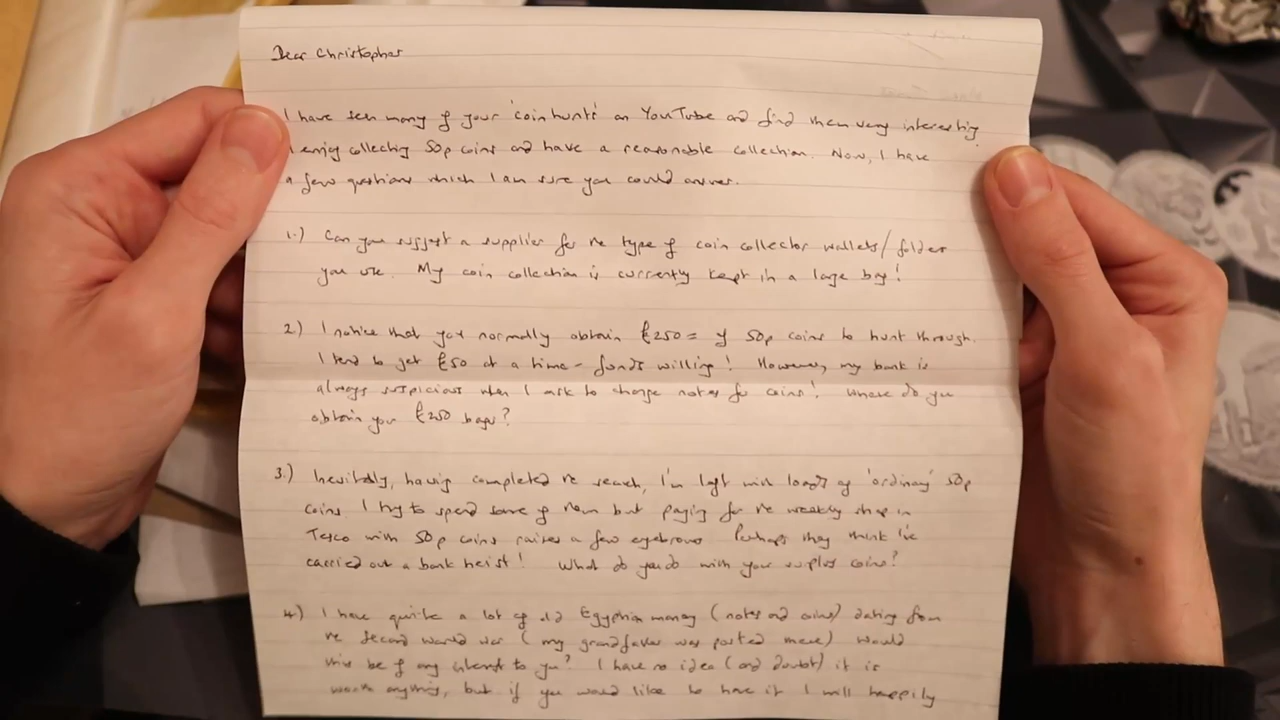 Dear Christopher
I have seen many of your 'coin hunts' on YouTube and find them very interesting.
I enjoy collecting 50p coins and have a reasonable collection. Now, I have
a few questions which I am sure you could answer.
1.) Can you suggest a supplier for the type of coin collector wallets/folder
you use. My coin collection is currently kept in a large bag!
2.) I notice that you normally obtain £250= of 50p coins to hunt through.
I tend to get £50 at a time - funds willing! However, my bank is
always suspicious when I ask to change notes for coins! Where do you
obtain your £250 bags?
3.) Inevitably, having completed the search, I'm left with loads of 'ordinary' 50p
coins. I try to spend some of them but paying for the weekly shop in
Tesco with 50p coins raises a few eyebrows. Perhaps they think I've
carried out a bank heist! What do you do with your surplus coins?
4.) I have quite a lot of old Egyptian money (notes and coins) dating from
the second world war (my grandfather was posted there) Would
this be of any interest to you? I have no idea (and doubt) it is
worth anything, but if you would like to have it I will happily